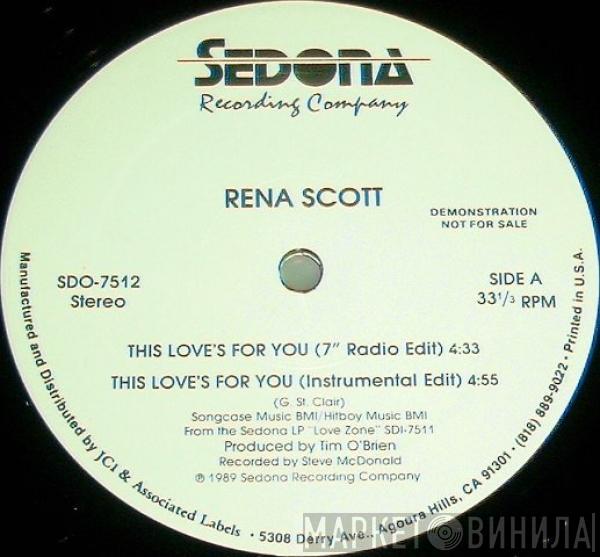 SEDONA
Recording Company
RENA SCOTT
DEMONSTRATION
NOT FOR SALE
SDO-7512
Stereo
SIDE A
33 1/3 RPM
THIS LOVE'S FOR YOU (7" Radio Edit) 4:33
THIS LOVE'S FOR YOU (Instrumental Edit) 4:55
(G. St. Clair)
Songcase Music BMI/Hitboy Music BMI
From the Sedona LP "Love Zone" SDI-7511
Produced by Tim O'Brien
Recorded by Steve McDonald
℗ 1989 Sedona Recording Company
Manufactured and Distributed by JCI & Associated Labels • 5308 Derry Ave., Agoura Hills, CA 91301 • (818) 889-9022 • Printed in U.S.A.
МАРКЕТ ВИНИЛА